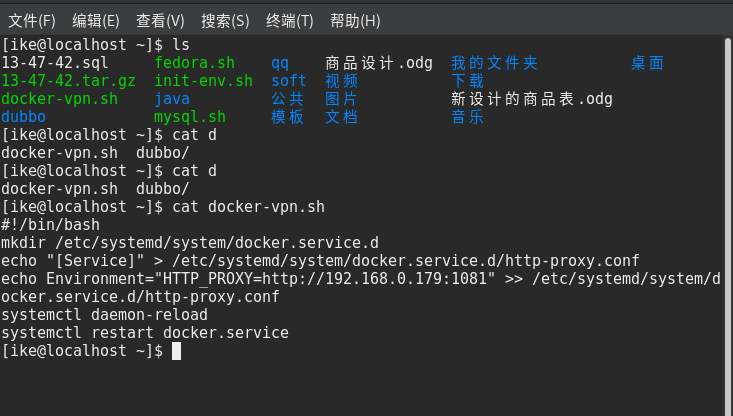 文件(F) 编辑(E) 查看(V) 搜索(S) 终端(T) 帮助(H)
[ike@localhost ~]$ ls
13-47-42.sql fedora.sh qq 商品设计.odg 我的文件夹 桌面
13-47-42.tar.gz init-env.sh soft 视频 下载
docker-vpn.sh java 公共 图片 新设计的商品表.odg
dubbo mysql.sh 模板 文档 音乐
[ike@localhost ~]$ cat d
docker-vpn.sh dubbo/
[ike@localhost ~]$ cat d
docker-vpn.sh dubbo/
[ike@localhost ~]$ cat docker-vpn.sh
#!/bin/bash
mkdir /etc/systemd/system/docker.service.d
echo "[Service]" > /etc/systemd/system/docker.service.d/http-proxy.conf
echo Environment="HTTP_PROXY=http://192.168.0.179:1081" >> /etc/systemd/system/d
ocker.service.d/http-proxy.conf
systemctl daemon-reload
systemctl restart docker.service
[ike@localhost ~]$